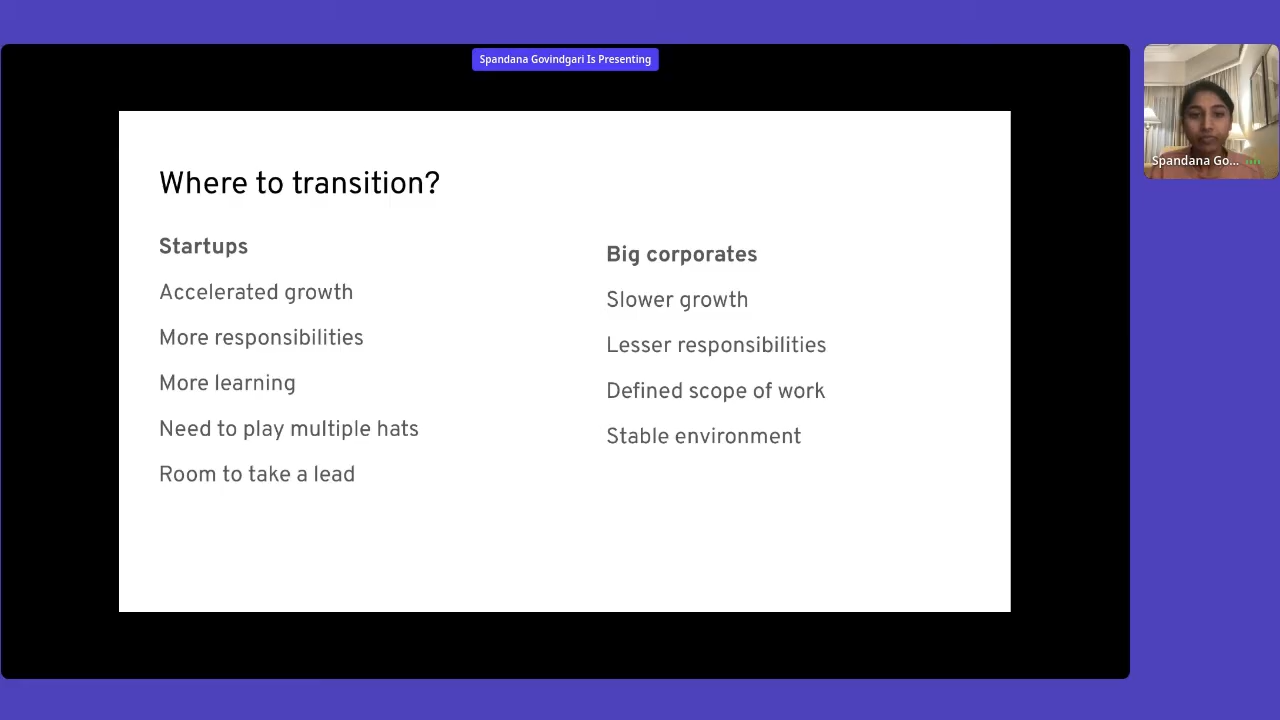 Spandana Govindgari Is Presenting
Where to transition?
Startups
Accelerated growth
More responsibilities
More learning
Need to play multiple hats
Room to take a lead
Big corporates
Slower growth
Lesser responsibilities
Defined scope of work
Stable environment
Spandana Go...